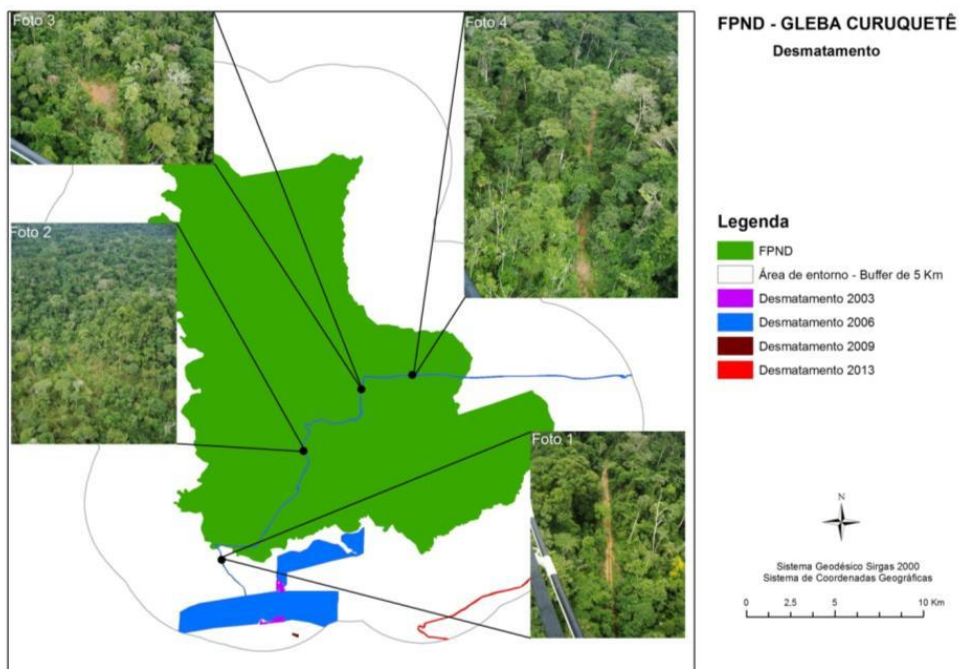 Foto 3
Foto 4
FPND - GLEBA CURUQUETÊ
Desmatamento
Foto 2
Legenda
FPND
Área de entorno - Buffer de 5 Km
Desmatamento 2003
Desmatamento 2006
Desmatamento 2009
Desmatamento 2013
Foto 1
N
Sistema Geodésico Sirgas 2000
Sistema de Coordenadas Geográficas
0 2,5 5 10 Km